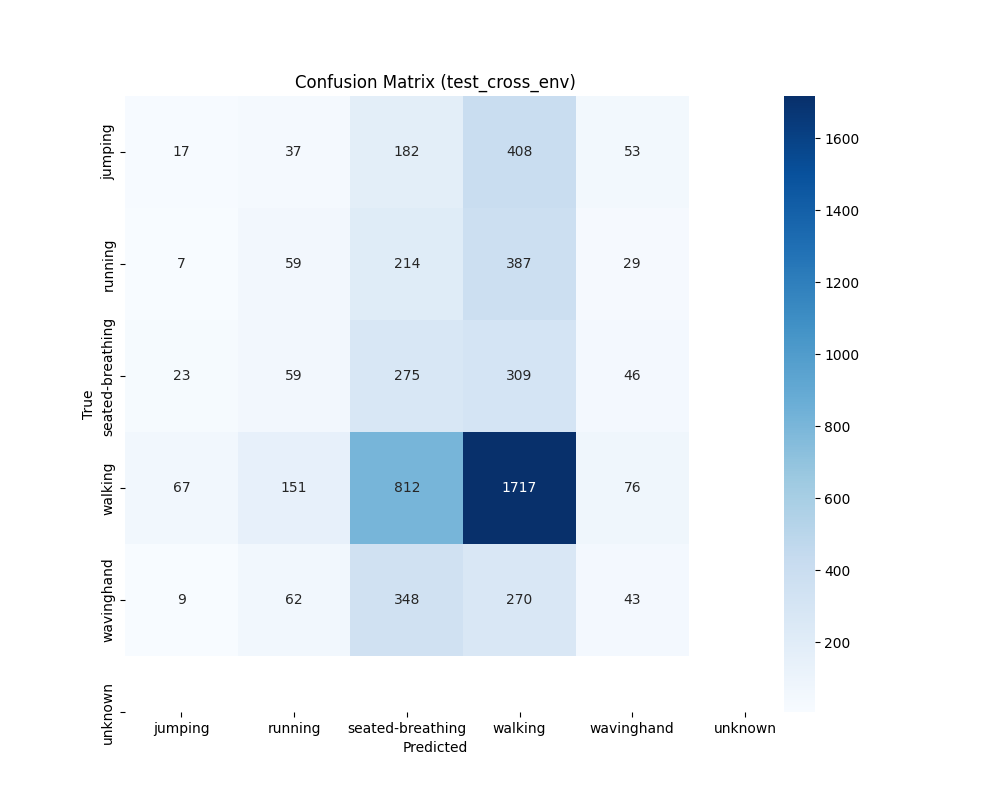 Confusion Matrix (test_cross_env)
True
jumping 17 37 182 408 53
running 7 59 214 387 29
seated-breathing 23 59 275 309 46
walking 67 151 812 1717 76
wavinghand 9 62 348 270 43
unknown
jumping running seated-breathing walking wavinghand unknown
Predicted
1600
1400
1200
1000
800
600
400
200